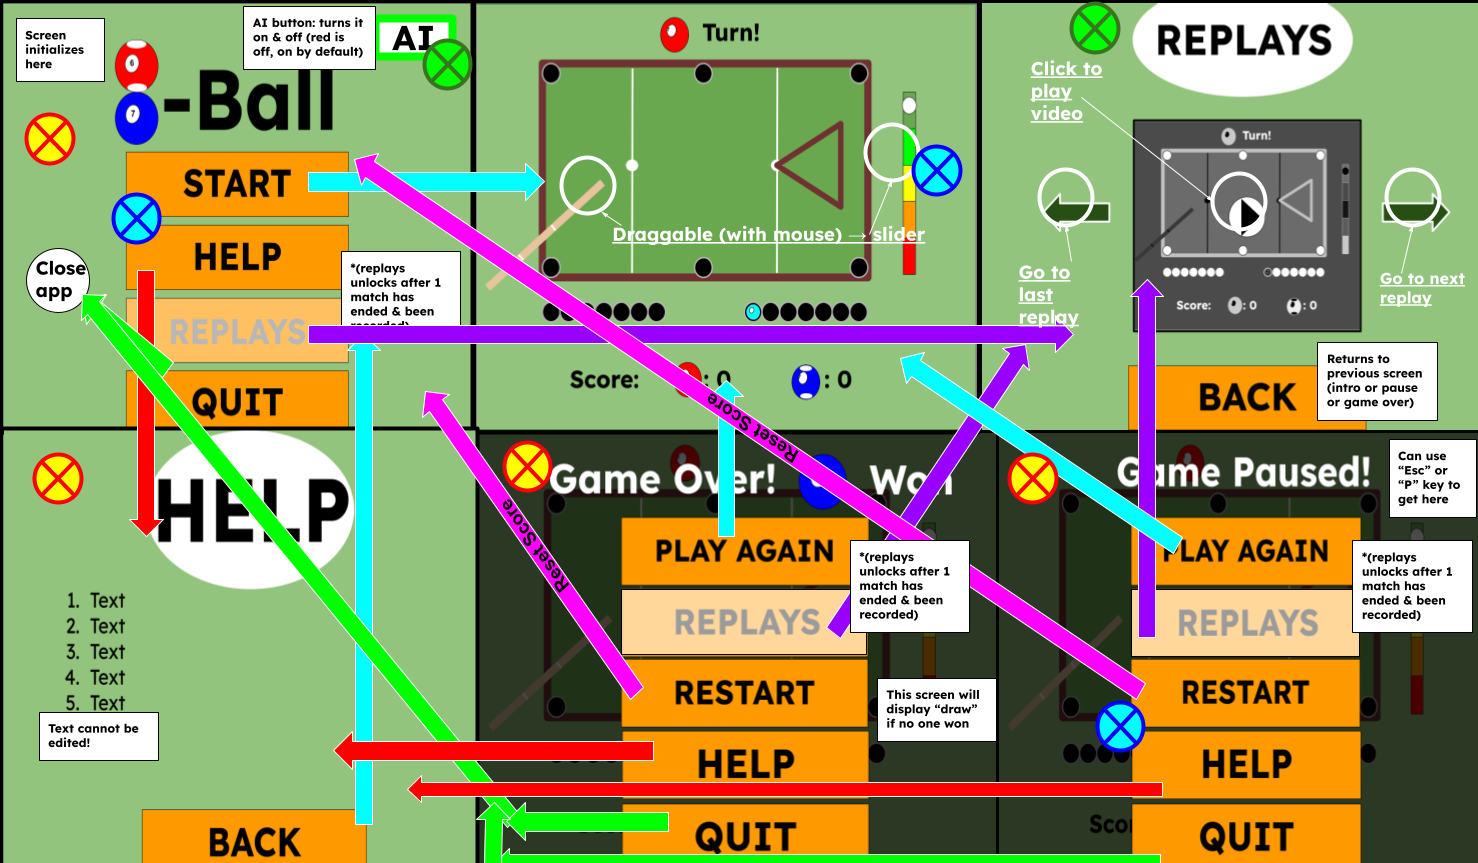 Screen
initializes
here
AI button: turns it
on & off (red is
off, on by default)
AI
6
7
-Ball
START
HELP
REPLAYS
QUIT
Close
app
*(replays
unlocks after 1
match has
ended & been
recorded)
Turn!
Draggable (with mouse) → slider
Score:
: 0
: 0
REPLAYS
Click to
play
video
Turn!
Score:
: 0
: 0
Go to
last
replay
Go to next
replay
BACK
Returns to
previous screen
(intro or pause
or game over)
HELP
1. Text
2. Text
3. Text
4. Text
5. Text
Text cannot be
edited!
BACK
Reset Score
Reset Score
Game Over!
Won
PLAY AGAIN
REPLAYS
RESTART
HELP
QUIT
*(replays
unlocks after 1
match has
ended & been
recorded)
This screen will
display “draw”
if no one won
Game Paused!
Can use
“Esc” or
“P” key to
get here
PLAY AGAIN
REPLAYS
RESTART
HELP
QUIT
*(replays
unlocks after 1
match has
ended & been
recorded)